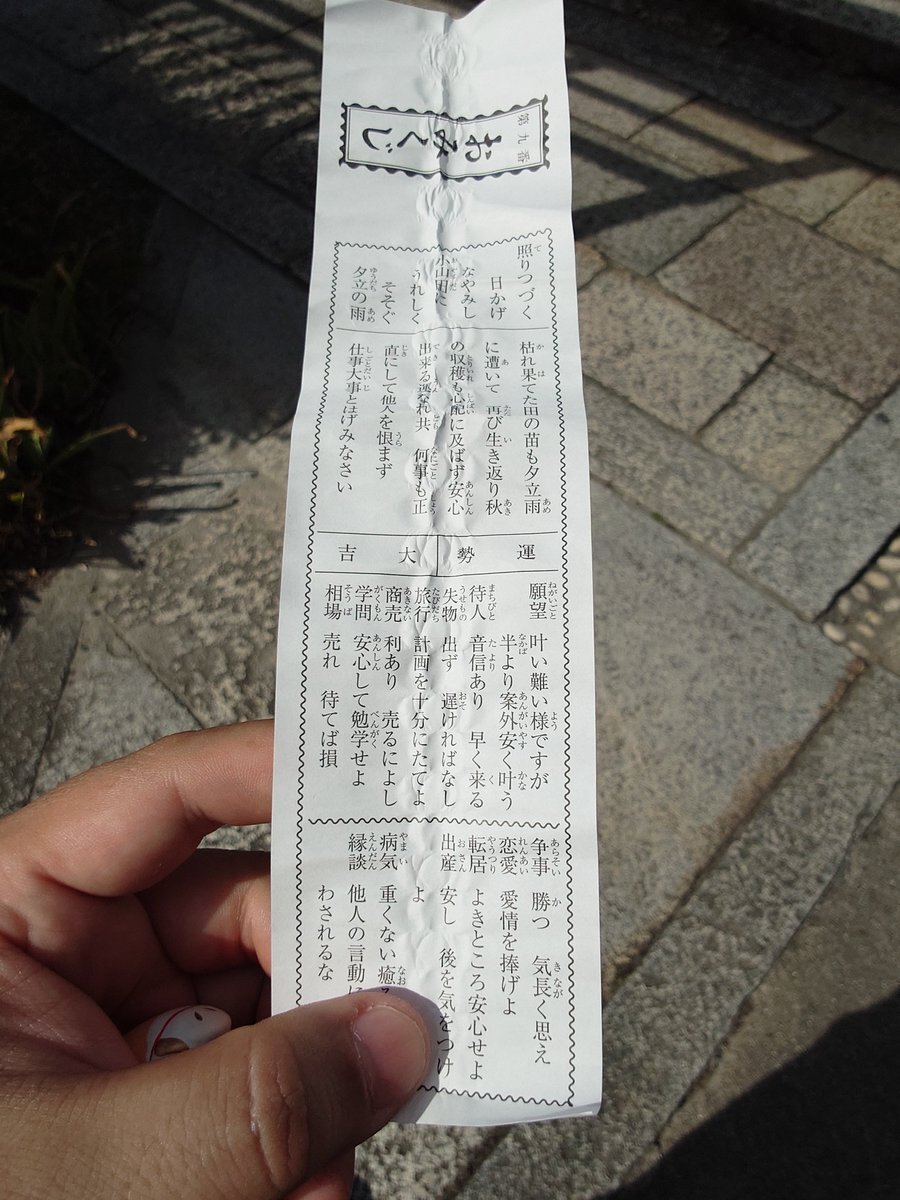 第九番
おみくじ
照りつづく
日かげ
なやみし
小山田に
うれしく
そそぐ
夕立の雨
枯れ果てた田の苗も夕立雨
に遭いて 再び生き返り秋
の収穫も心配に及ばず安心
出来る運なれ共 何事も正
直にして他人を恨まず
仕事大事とはげみなさい
運勢 大吉
願望 叶い難い様ですが
半より案外安く叶う
待人 音信あり 早く来る
失物 出ず 遅ければなし
旅行 計画を十分にたてよ
商売 利あり 売るによし
学問 安心して勉学せよ
相場 売れ 待てば損
争事 勝つ 気長く思え
恋愛 愛情を捧げよ
転居 よきところ安心せよ
出産 安し 後を気をつけ
よ
病気 重くない 癒
縁談 他人の言動に
わされるな